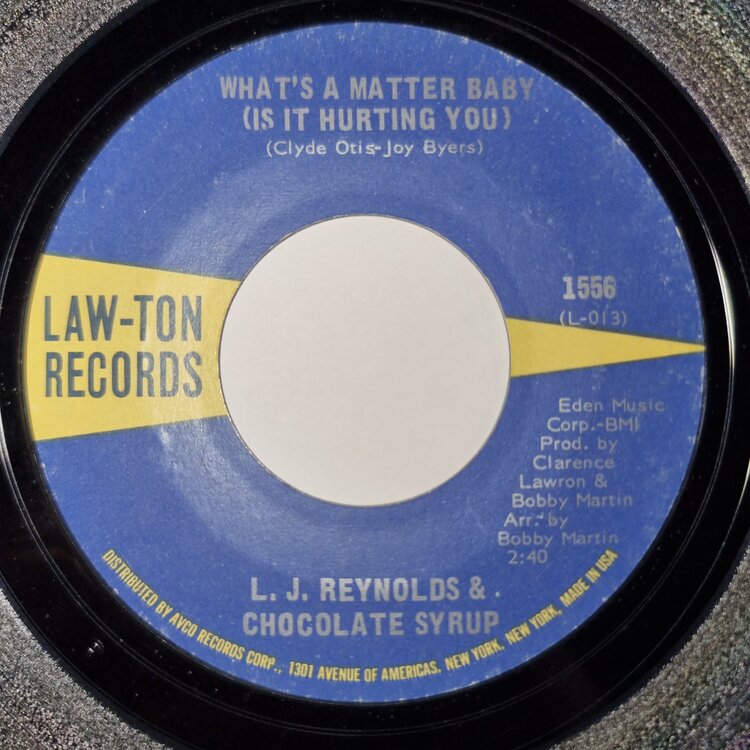 WHAT'S A MATTER BABY
(IS IT HURTING YOU)
(Clyde Otis-Joy Byers)
LAW-TON
RECORDS
1556
(L-013)
Eden Music
Corp.-BMI
Prod. by
Clarence
Lawron &
Bobby Martin
Arr. by
Bobby Martin
2:40
L. J. REYNOLDS &
CHOCOLATE SYRUP
DISTRIBUTED BY AVCO RECORDS CORP., 1301 AVENUE OF AMERICAS, NEW YORK, NEW YORK, MADE IN USA